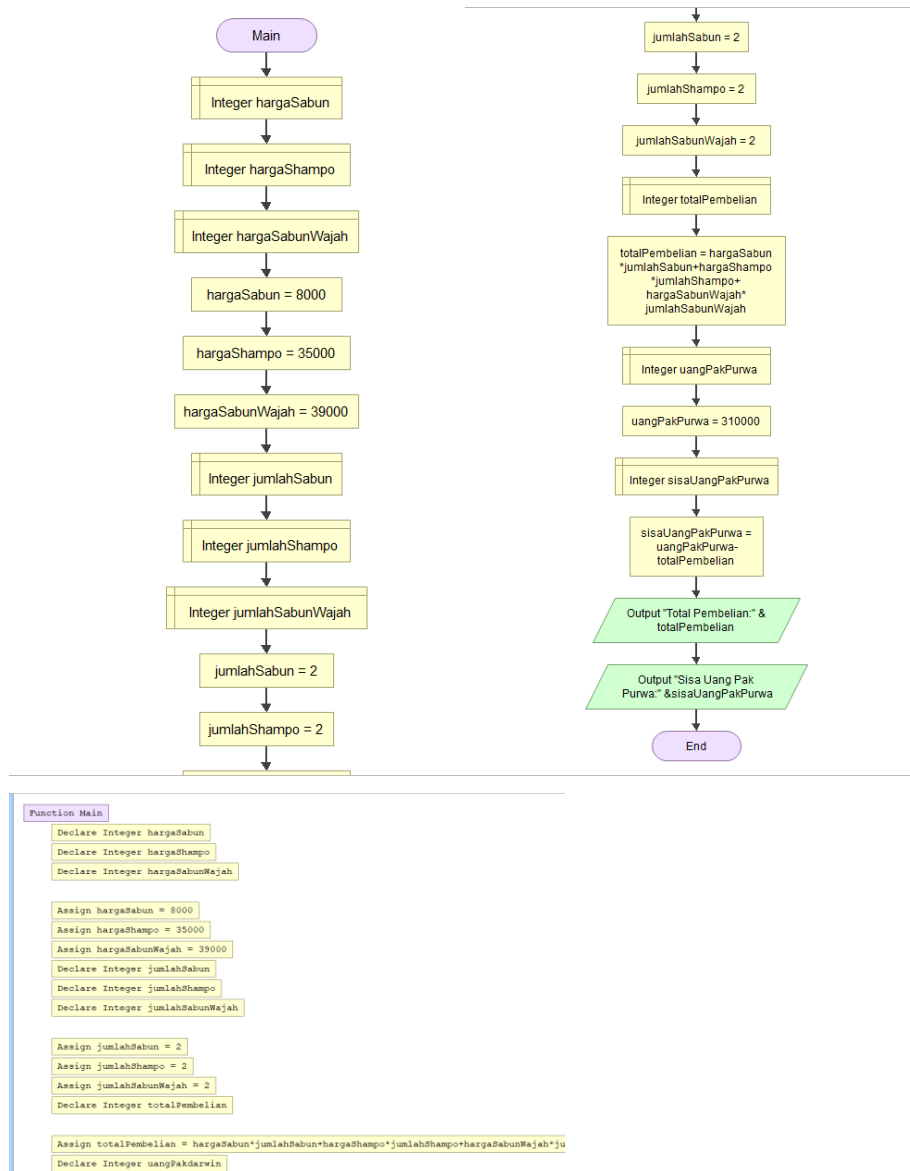 Main
Integer hargaSabun
Integer hargaShampo
Integer hargaSabunWajah
hargaSabun = 8000
hargaShampo = 35000
hargaSabunWajah = 39000
Integer jumlahSabun
Integer jumlahShampo
Integer jumlahSabunWajah
jumlahSabun = 2
jumlahShampo = 2
jumlahSabun = 2
jumlahShampo = 2
jumlahSabunWajah = 2
Integer totalPembelian
totalPembelian = hargaSabun
*jumlahSabun+hargaShampo
*jumlahShampo+
hargaSabunWajah*
jumlahSabunWajah
Integer uangPakPurwa
uangPakPurwa = 310000
Integer sisaUangPakPurwa
sisaUangPakPurwa =
uangPakPurwa-
totalPembelian
Output "Total Pembelian:" &
totalPembelian
Output "Sisa Uang Pak
Purwa:" &sisaUangPakPurwa
End
Function Main
Declare Integer hargaSabun
Declare Integer hargaShampo
Declare Integer hargaSabunWajah
Assign hargaSabun = 8000
Assign hargaShampo = 35000
Assign hargaSabunWajah = 39000
Declare Integer jumlahSabun
Declare Integer jumlahShampo
Declare Integer jumlahSabunWajah
Assign jumlahSabun = 2
Assign jumlahShampo = 2
Assign jumlahSabunWajah = 2
Declare Integer totalPembelian
Assign totalPembelian = hargaSabun*jumlahSabun+hargaShampo*jumlahShampo+hargaSabunWajah*ju
Declare Integer uangPakdarwin